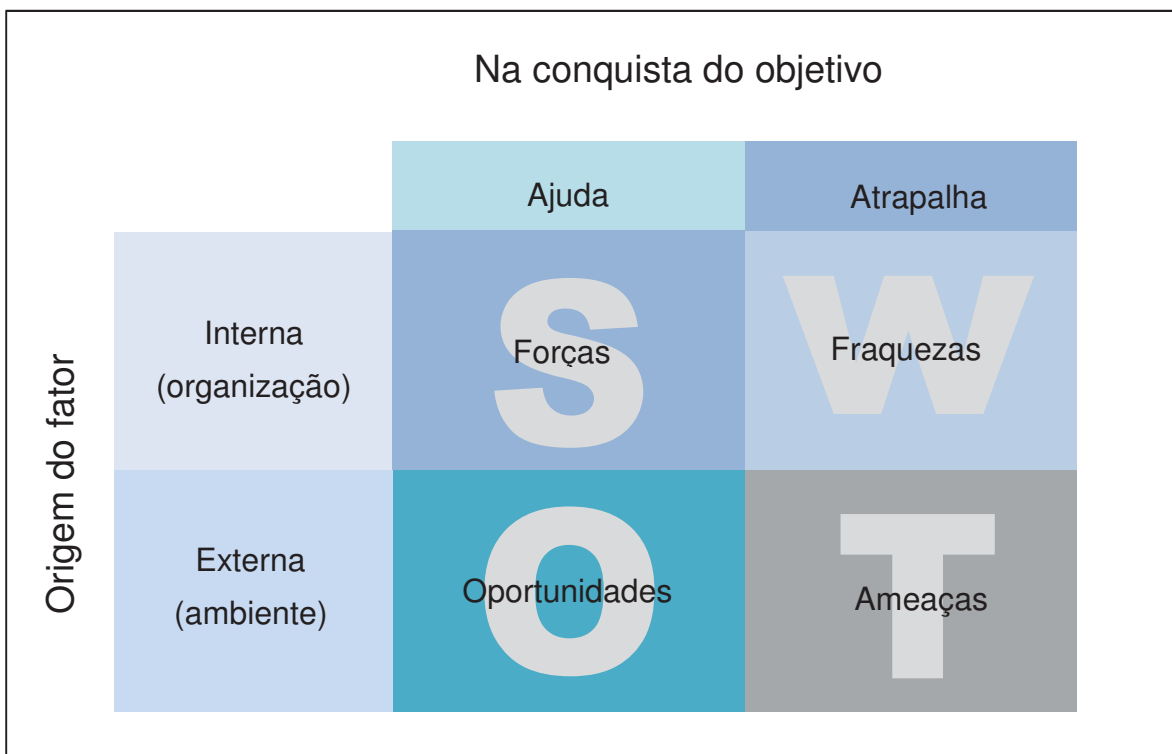 Na conquista do objetivo
Ajuda
Atrapalha
Origem do fator
Interna
(organização)
S
Forças
W
Fraquezas
Externa
(ambiente)
O
Oportunidades
T
Ameaças